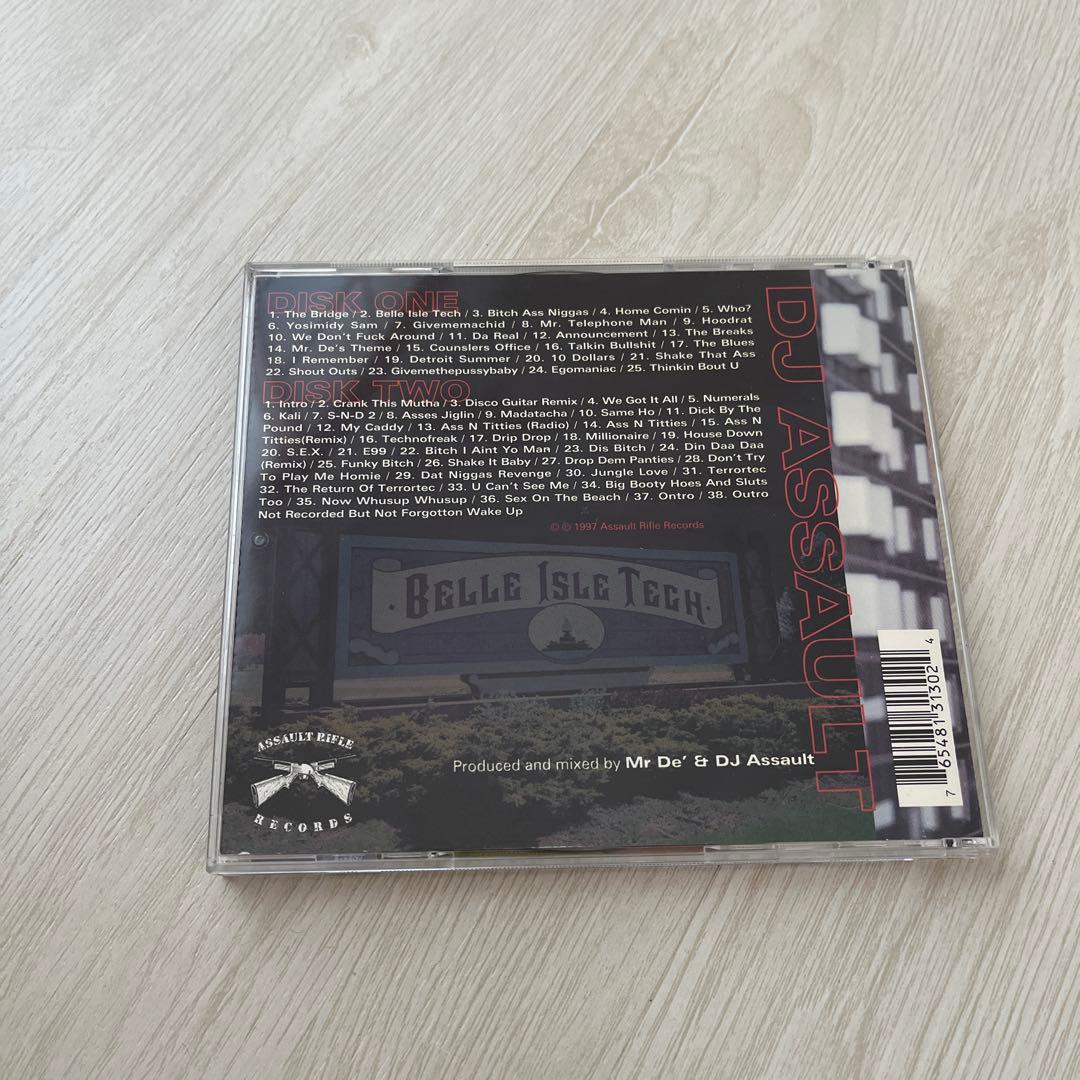 DISK ONE
1. The Bridge / 2. Belle Isle Tech / 3. Bitch Ass Niggas / 4. Home Comin / 5. Who?
6. Yosimidy Sam / 7. Givememachid / 8. Mr. Telephone Man / 9. Hoodrat
10. We Don't Fuck Around / 11. Da Real / 12. Announcement / 13. The Breaks
14. Mr. De's Theme / 15. Counslers Office / 16. Talkin Bullshit / 17. The Blues
18. I Remember / 19. Detroit Summer / 20. 10 Dollars / 21. Shake That Ass
22. Shout Outs / 23. Givemethepussybaby / 24. Egomaniac / 25. Thinkin Bout U
DISK TWO
1. Intro / 2. Crank This Mutha / 3. Disco Guitar Remix / 4. We Got It All / 5. Numerals
6. Kali / 7. S-N-D 2 / 8. Asses Jiglin / 9. Madatacha / 10. Same Ho / 11. Dick By The
Pound / 12. My Caddy / 13. Ass N Titties (Radio) / 14. Ass N Titties / 15. Ass N
Titties(Remix) / 16. Technofreak / 17. Drip Drop / 18. Millionaire / 19. House Down
20. S.E.X. / 21. E99 / 22. Bitch I Aint Yo Man / 23. Dis Bitch / 24. Din Daa Daa
(Remix) / 25. Funky Bitch / 26. Shake It Baby / 27. Drop Dem Panties / 28. Don't Try
To Play Me Homie / 29. Dat Niggas Revenge / 30. Jungle Love / 31. Terrortec
32. The Return Of Terrortec / 33. U Can't See Me / 34. Big Booty Hoes And Sluts
Too / 35. Now Whusup Whusup / 36. Sex On The Beach / 37. Ontro / 38. Outro
Not Recorded But Not Forgotton Wake Up
© ℗ 1997 Assault Rifle Records
DJ ASSAULT
· BELLE ISLE TECH ·
ASSAULT RIFLE
RECORDS
Produced and mixed by Mr De' & DJ Assault
7 65481 31302 4